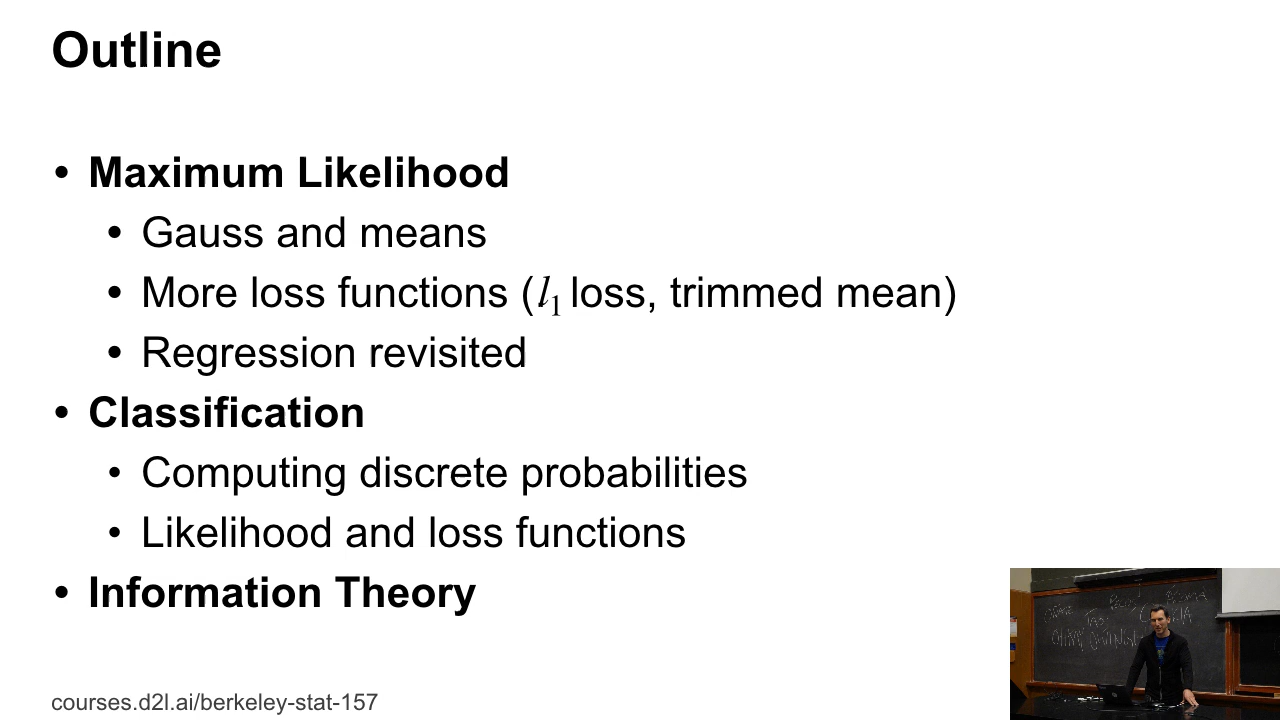 Outline
• Maximum Likelihood
• Gauss and means
• More loss functions (l₁ loss, trimmed mean)
• Regression revisited
• Classification
• Computing discrete probabilities
• Likelihood and loss functions
• Information Theory
courses.d2l.ai/berkeley-stat-157